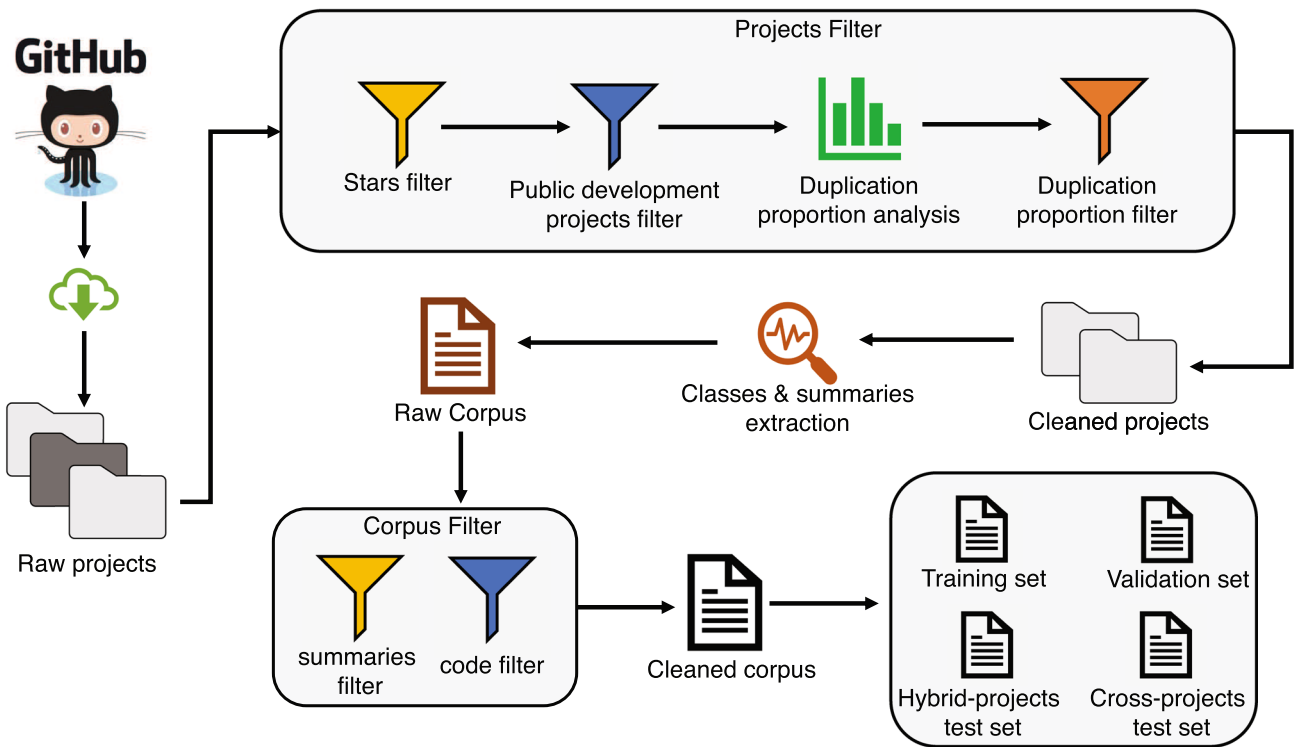 GitHub
Projects Filter
Stars filter
Public development
projects filter
Duplication
proportion analysis
Duplication
proportion filter
Raw projects
Cleaned projects
Classes & summaries
extraction
Raw Corpus
Corpus Filter
summaries
filter
code filter
Cleaned corpus
Training set
Validation set
Hybrid-projects
test set
Cross-projects
test set